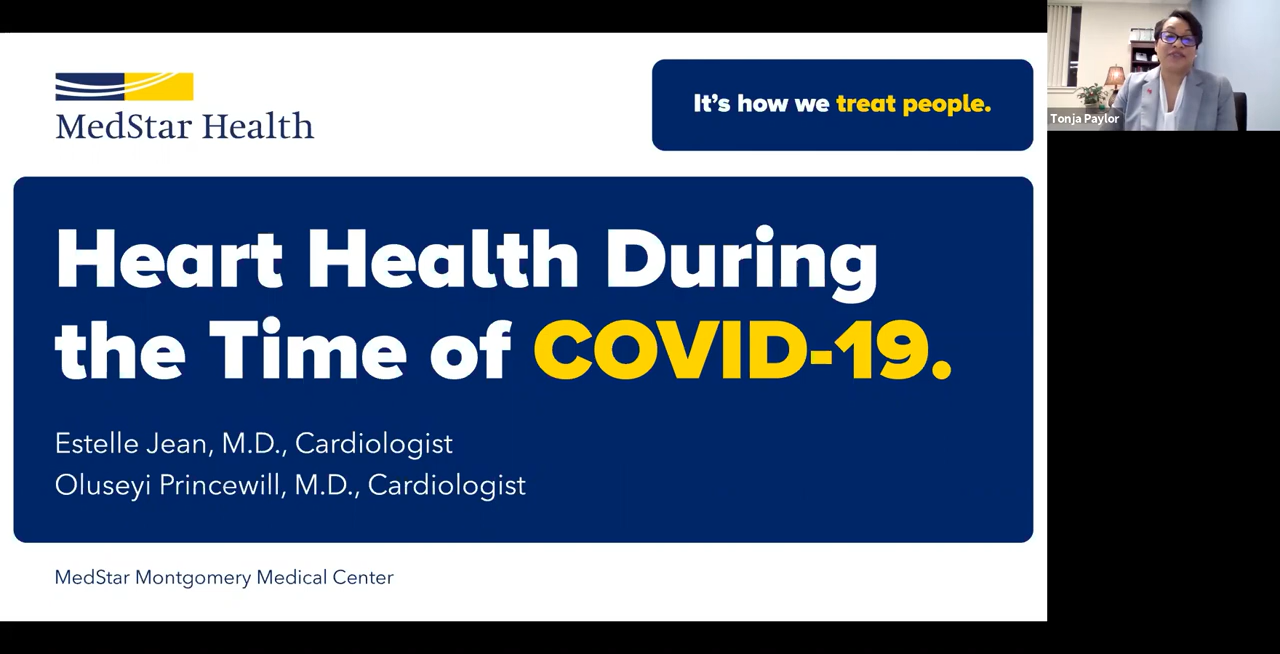 MedStar Health
It's how we treat people.
Tonja Paylor
Heart Health During
the Time of COVID-19.
Estelle Jean, M.D., Cardiologist
Oluseyi Princewill, M.D., Cardiologist
MedStar Montgomery Medical Center